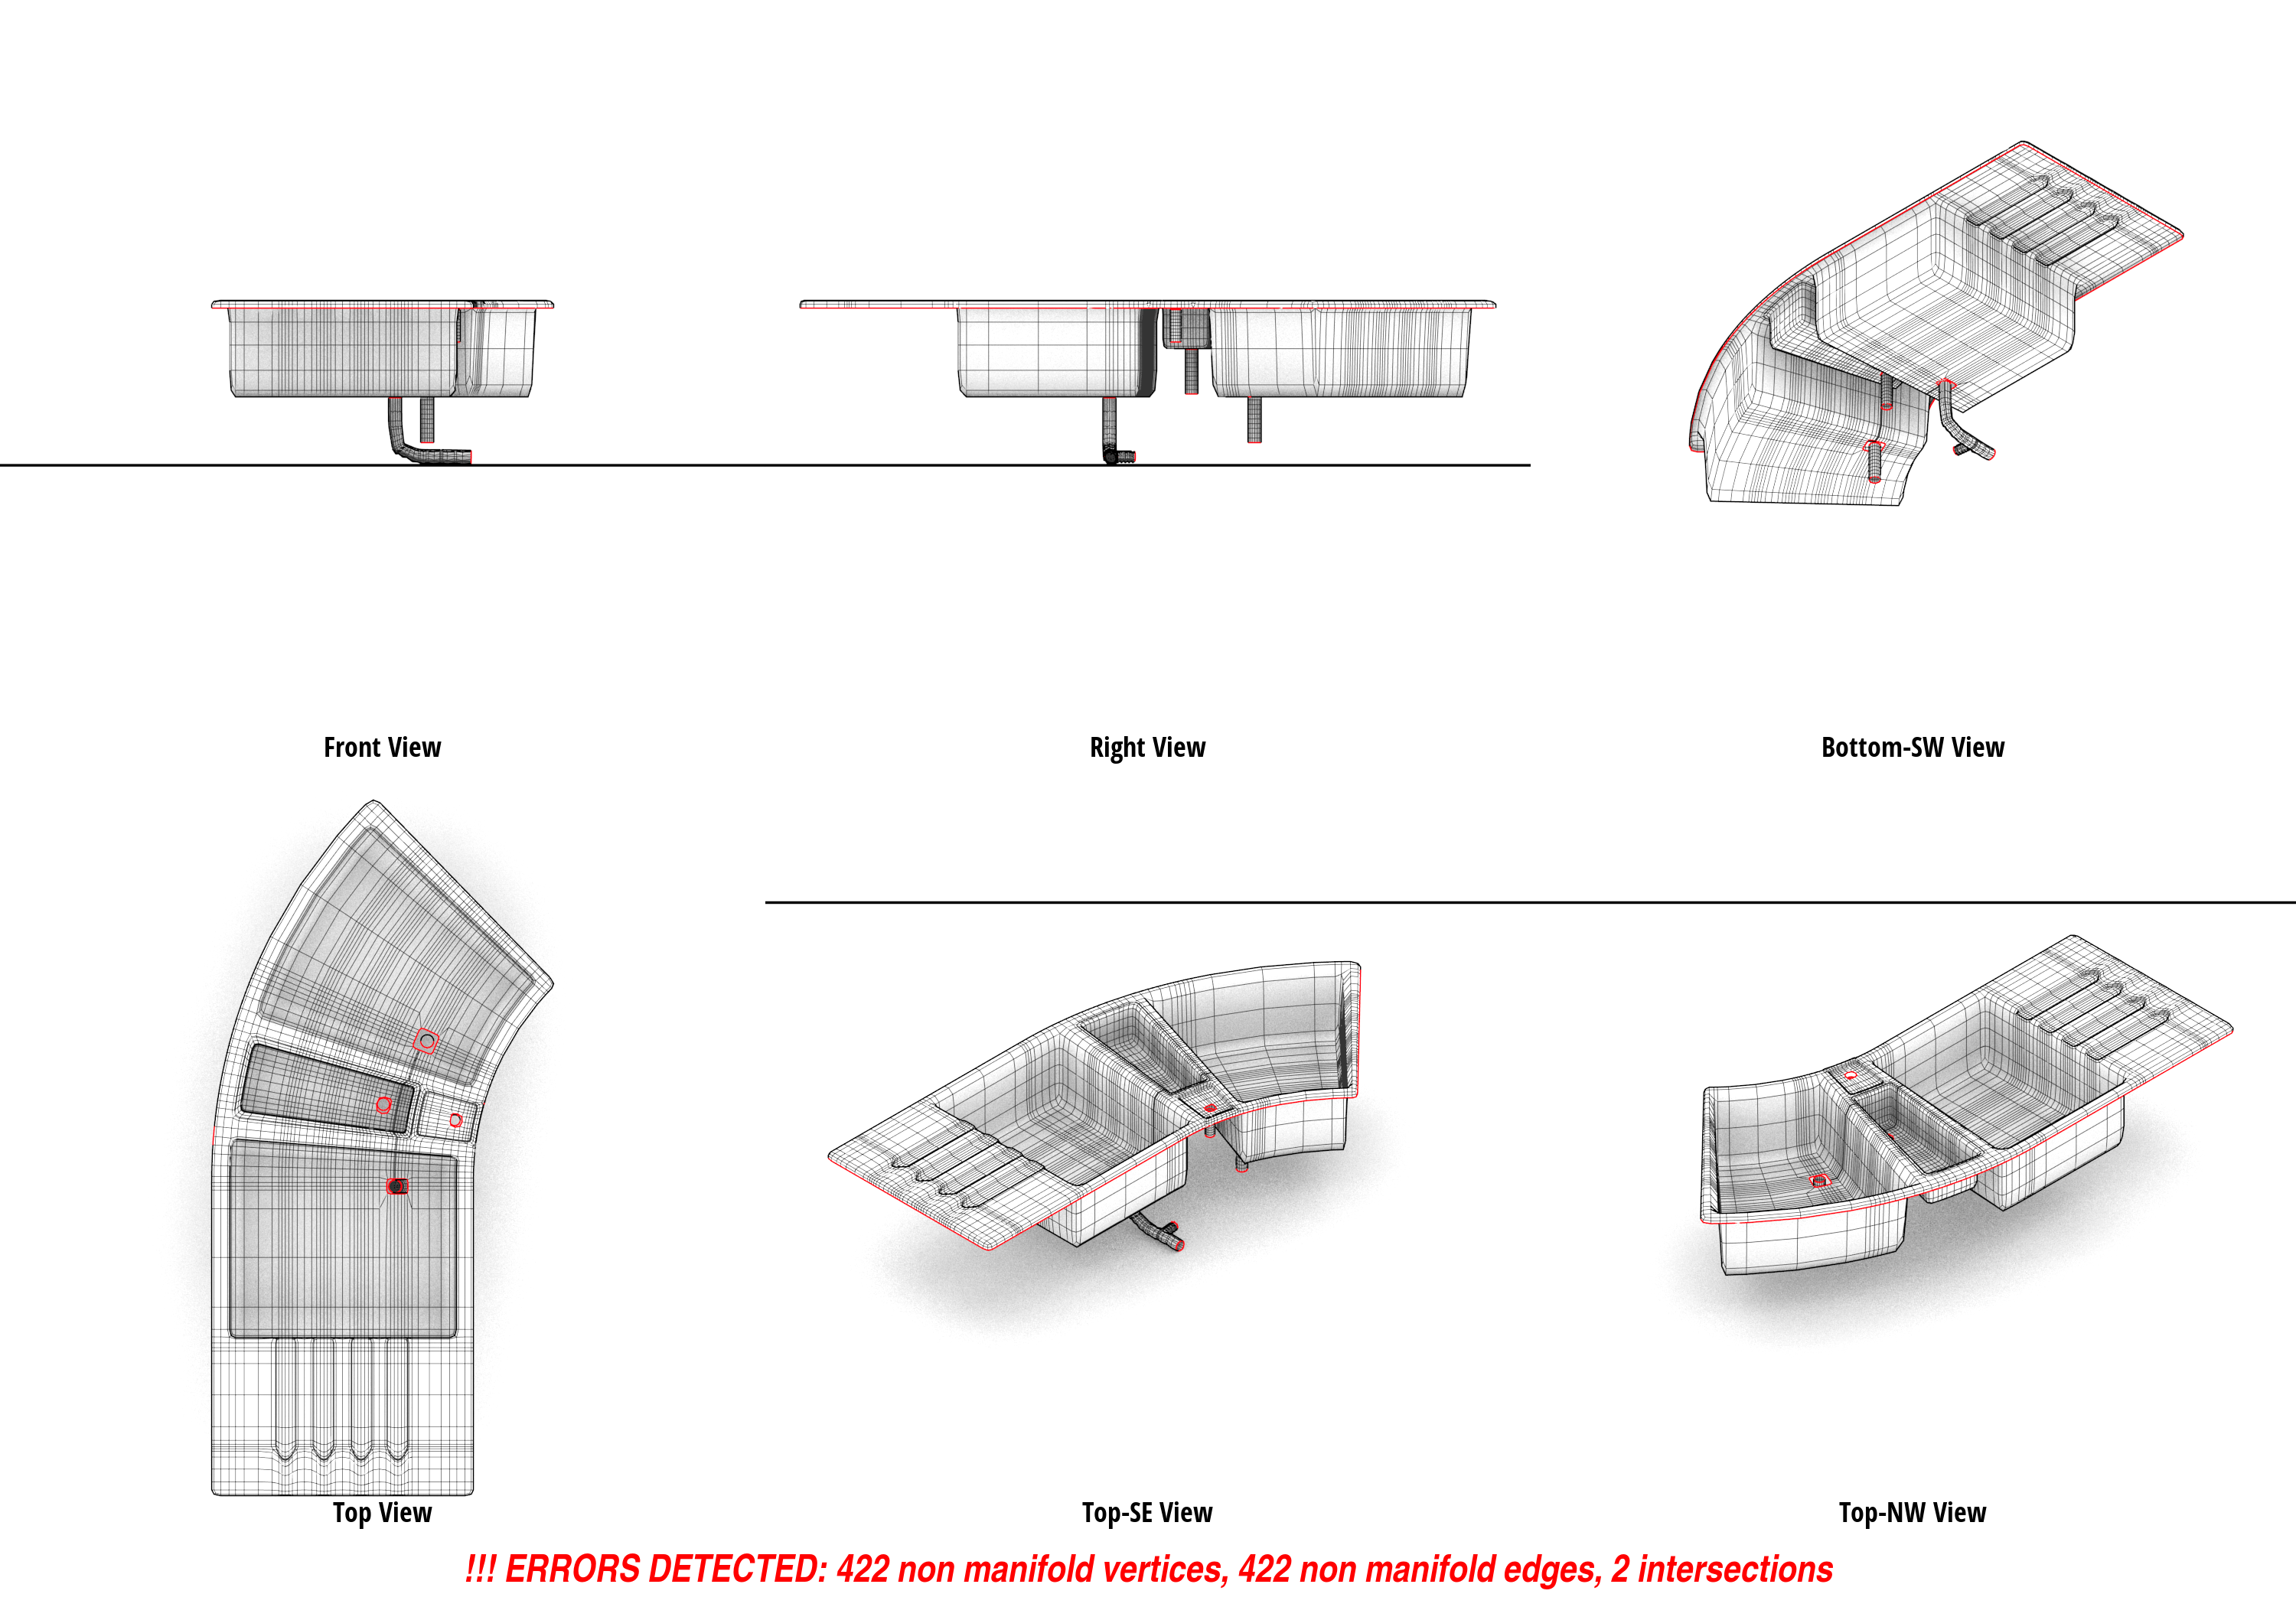 Front View
Right View
Bottom-SW View
Top View
Top-SE View
Top-NW View
!!! ERRORS DETECTED: 422 non manifold vertices, 422 non manifold edges, 2 intersections